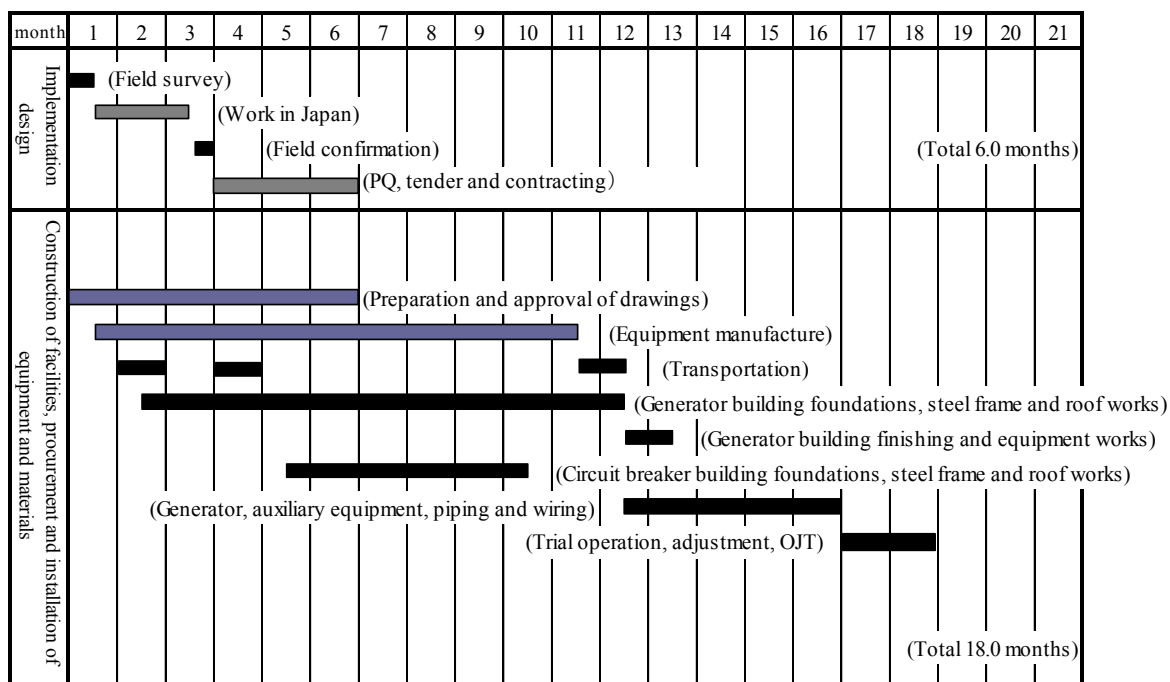 month 1 2 3 4 5 6 7 8 9 10 11 12 13 14 15 16 17 18 19 20 21
Implementation
design
(Field survey)
(Work in Japan)
(Field confirmation)
(Total 6.0 months)
(PQ, tender and contracting）
Construction of facilities, procurement and installation of
equipment and materials
(Preparation and approval of drawings)
(Equipment manufacture)
(Transportation)
(Generator building foundations, steel frame and roof works)
(Generator building finishing and equipment works)
(Circuit breaker building foundations, steel frame and roof works)
(Generator, auxiliary equipment, piping and wiring)
(Trial operation, adjustment, OJT)
(Total 18.0 months)